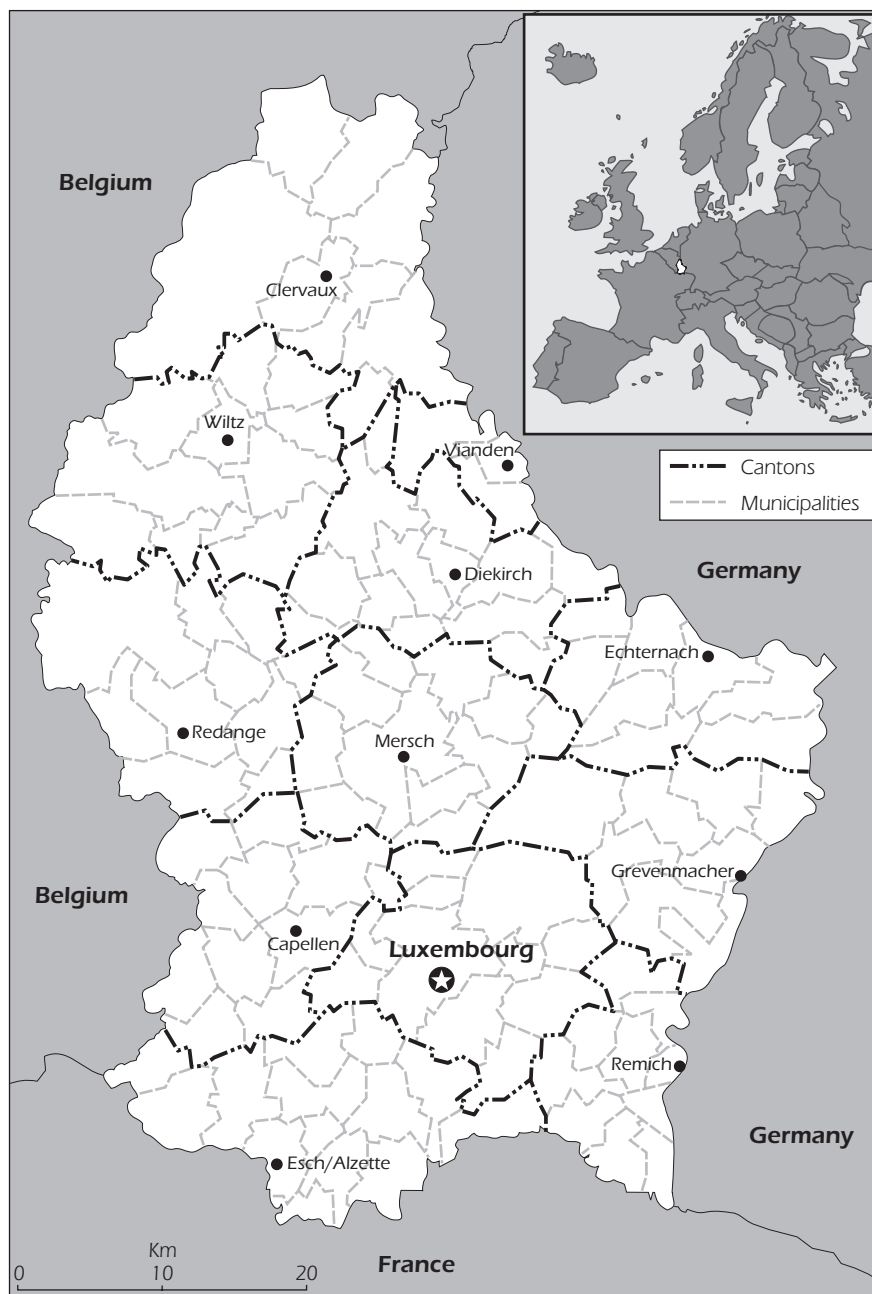 Belgium
Clervaux
Wiltz
Vianden
Cantons
Municipalities
Diekirch
Germany
Echternach
Redange
Mersch
Grevenmacher
Belgium
Capellen
Luxembourg
Remich
Germany
Esch/Alzette
Km
0 10 20
France